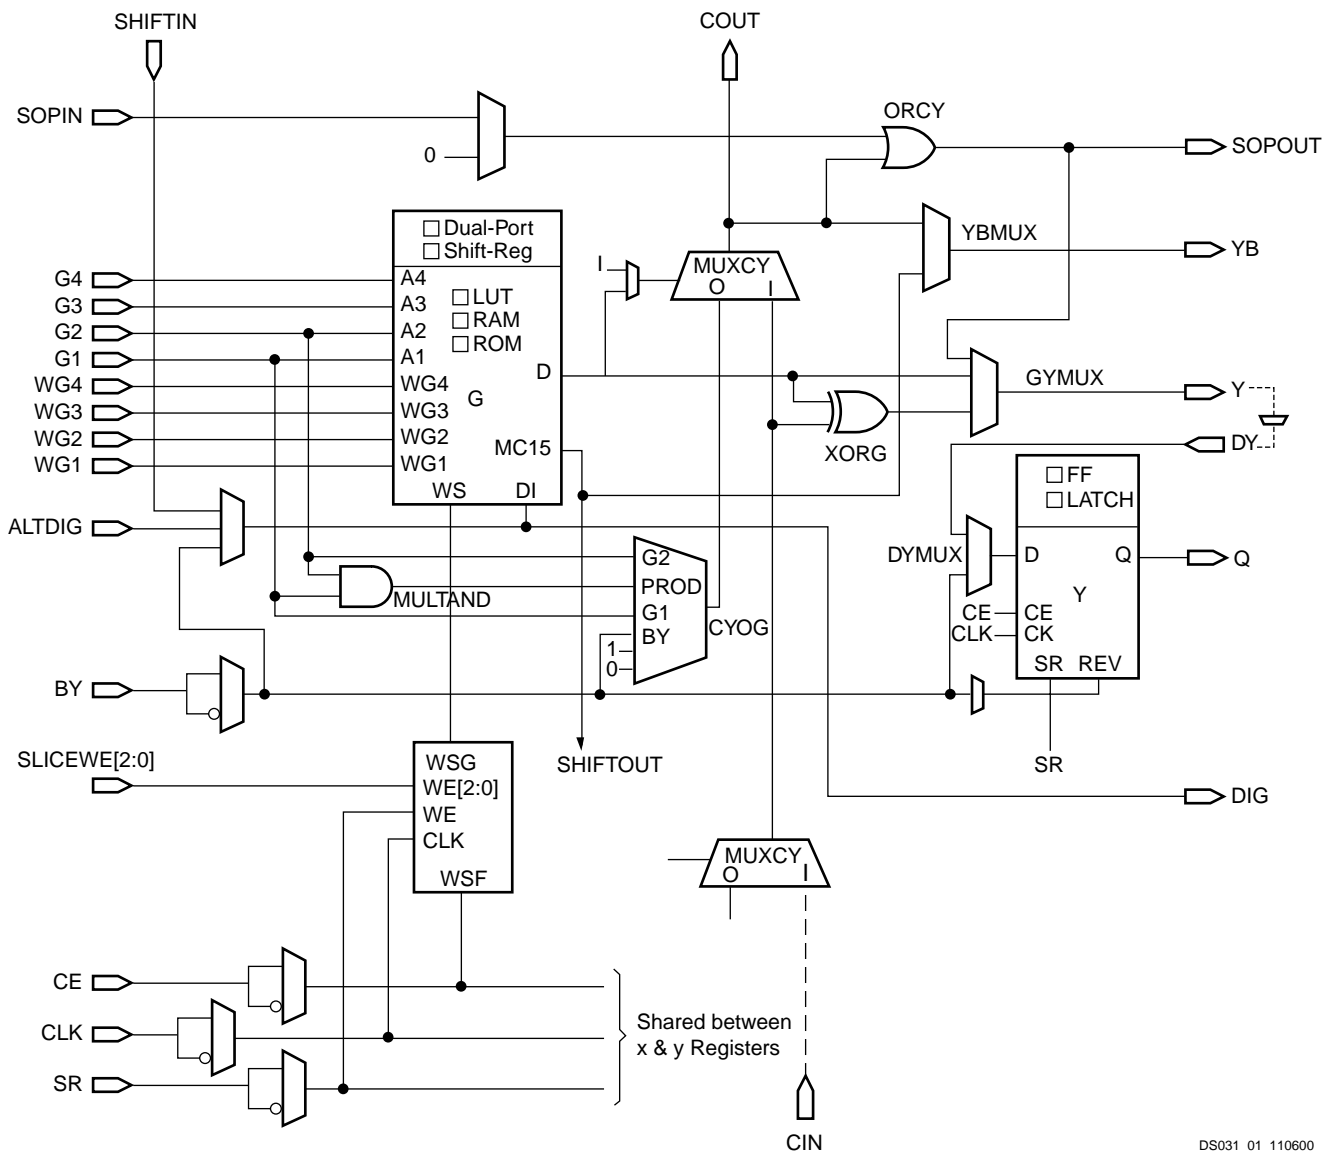 SHIFTIN
COUT
SOPIN
ORCY
0
SOPOUT
Dual-Port
Shift-Reg
YBMUX
YB
G4
A4
I
MUXCY
O I
G3
A3
LUT
G2
A2
RAM
G1
A1
ROM
D
WG4
WG4
G
GYMUX
Y
WG3
WG3
WG2
WG2
MC15
XORG
DY
WG1
WG1
WS
DI
FF
LATCH
ALTDIG
DYMUX
D
Q
Q
G2
PROD
G1
BY
1
0
MULTAND
CYOG
Y
CE
CE
CLK
CK
SR REV
BY
SLICEWE[2:0]
WSG
WE[2:0]
WE
CLK
WSF
SHIFTOUT
SR
DIG
MUXCY
O I
CE
CLK
SR
Shared between
x & y Registers
CIN
DS031_01_110600